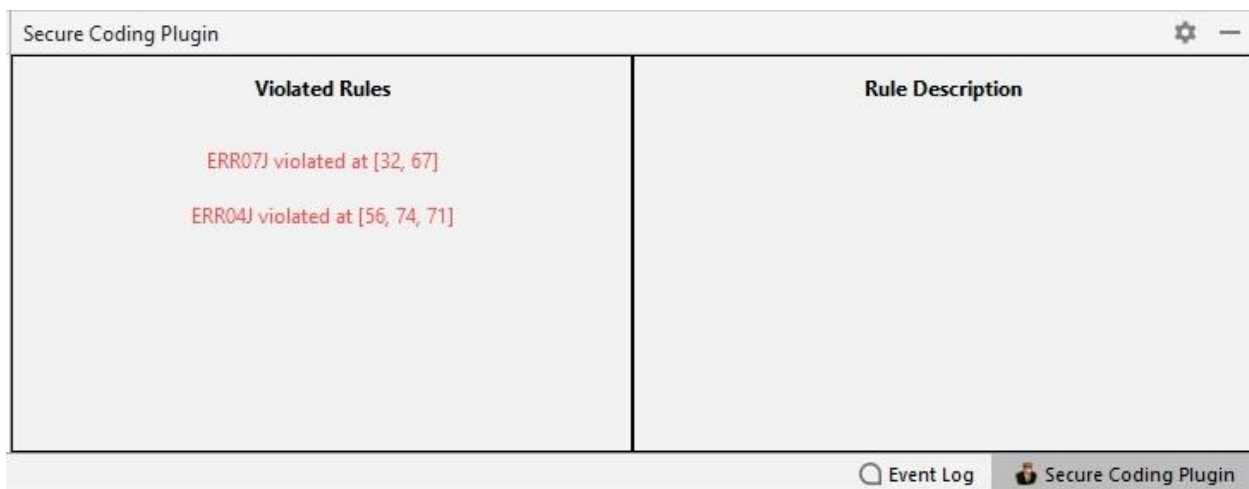 Secure Coding Plugin
Violated Rules
ERR07J violated at [32, 67]
ERR04J violated at [56, 74, 71]
Rule Description
Event Log
Secure Coding Plugin